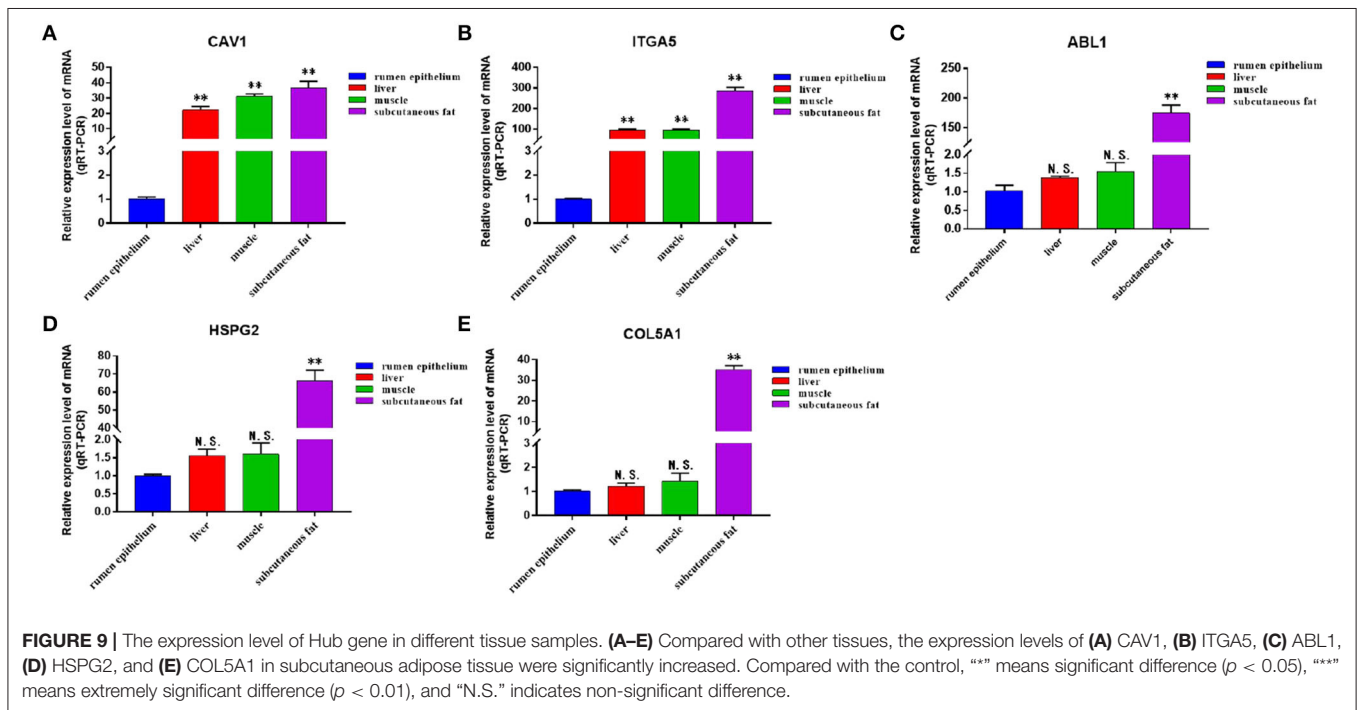 A
CAV1
Relative expression level of mRNA
(qRT-PCR)
50
40
30
20
10
3
2
1
0
rumen epithelium
liver
muscle
subcutaneous fat
**
**
**
rumen epithelium
liver
muscle
subcutaneous fat
B
ITGA5
Relative expression level of mRNA
(qRT-PCR)
400
300
200
100
3
2
1
0
rumen epithelium
liver
muscle
subcutaneous fat
**
**
**
rumen epithelium
liver
muscle
subcutaneous fat
C
ABL1
Relative expression level of mRNA
(qRT-PCR)
250
200
150
100
2.0
1.5
1.0
0.5
0.0
rumen epithelium
liver
muscle
subcutaneous fat
N.S.
N.S.
**
rumen epithelium
liver
muscle
subcutaneous fat
D
HSPG2
Relative expression level of mRNA
(qRT-PCR)
80
70
60
50
40
2.0
1.5
1.0
0.5
0.0
rumen epithelium
liver
muscle
subcutaneous fat
N.S.
N.S.
**
rumen epithelium
liver
muscle
subcutaneous fat
E
COL5A1
Relative expression level of mRNA
(qRT-PCR)
40
30
20
10
3
2
1
0
rumen epithelium
liver
muscle
subcutaneous fat
N.S.
N.S.
**
rumen epithelium
liver
muscle
subcutaneous fat
FIGURE 9 | The expression level of Hub gene in different tissue samples. (A–E) Compared with other tissues, the expression levels of (A) CAV1, (B) ITGA5, (C) ABL1,
(D) HSPG2, and (E) COL5A1 in subcutaneous adipose tissue were significantly increased. Compared with the control, “*” means significant difference (p < 0.05), “**”
means extremely significant difference (p < 0.01), and “N.S.” indicates non-significant difference.